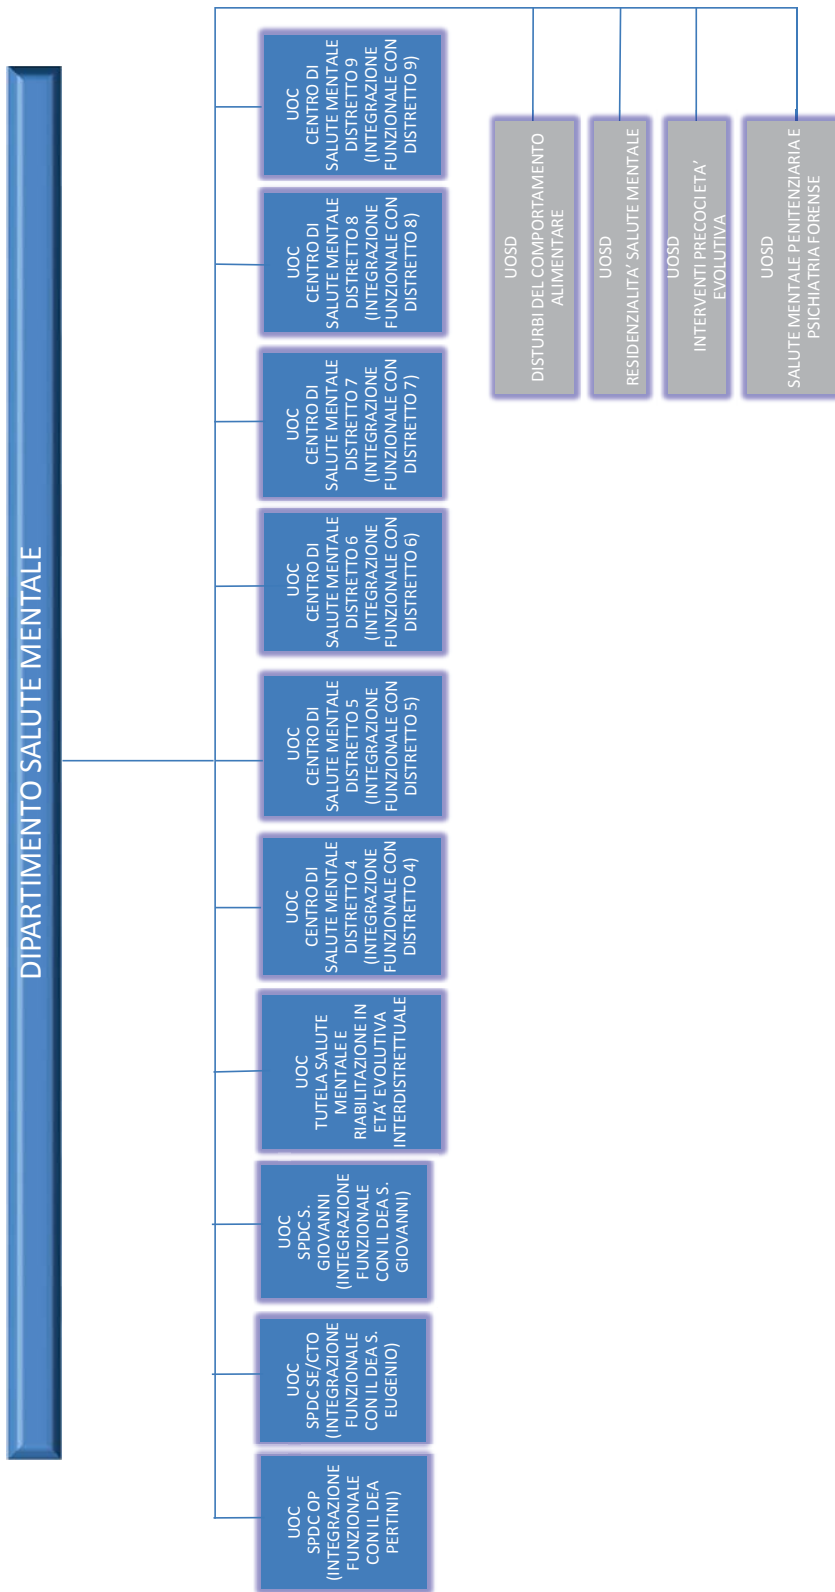 DIPARTIMENTO SALUTE MENTALE
UOC
SPDC OP
(INTEGRAZIONE
FUNZIONALE
CON IL DEA
PERTINI)
UOC
SPDC SE/CTO
(INTEGRAZIONE
FUNZIONALE
CON IL DEA S.
EUGENIO)
UOC
SPDC S.
GIOVANNI
(INTEGRAZIONE
FUNZIONALE
CON IL DEA S.
GIOVANNI)
UOC
TUTELA SALUTE
MENTALE E
RIABILITAZIONE IN
ETA’ EVOLUTIVA
INTERDISTRETTUALE
UOC
CENTRO DI
SALUTE MENTALE
DISTRETTO 4
(INTEGRAZIONE
FUNZIONALE CON
DISTRETTO 4)
UOC
CENTRO DI
SALUTE MENTALE
DISTRETTO 5
(INTEGRAZIONE
FUNZIONALE CON
DISTRETTO 5)
UOC
CENTRO DI
SALUTE MENTALE
DISTRETTO 6
(INTEGRAZIONE
FUNZIONALE CON
DISTRETTO 6)
UOC
CENTRO DI
SALUTE MENTALE
DISTRETTO 7
(INTEGRAZIONE
FUNZIONALE CON
DISTRETTO 7)
UOC
CENTRO DI
SALUTE MENTALE
DISTRETTO 8
(INTEGRAZIONE
FUNZIONALE CON
DISTRETTO 8)
UOC
CENTRO DI
SALUTE MENTALE
DISTRETTO 9
(INTEGRAZIONE
FUNZIONALE CON
DISTRETTO 9)
UOSD
DISTURBI DEL COMPORTAMENTO
ALIMENTARE
UOSD
RESIDENZIALITA’ SALUTE MENTALE
UOSD
INTERVENTI PRECOCI ETA’
EVOLUTIVA
UOSD
SALUTE MENTALE PENITENZIARIA E
PSICHIATRIA FORENSE